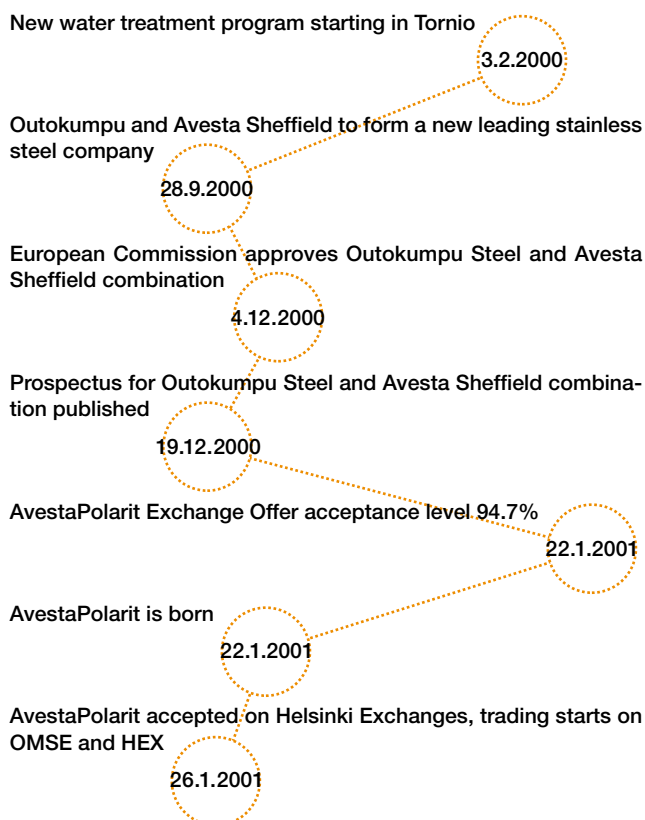 New water treatment program starting in Tornio
3.2.2000
Outokumpu and Avesta Sheffield to form a new leading stainless
steel company
28.9.2000
European Commission approves Outokumpu Steel and Avesta
Sheffield combination
4.12.2000
Prospectus for Outokumpu Steel and Avesta Sheffield combina-
tion published
19.12.2000
AvestaPolarit Exchange Offer acceptance level 94.7%
22.1.2001
AvestaPolarit is born
22.1.2001
AvestaPolarit accepted on Helsinki Exchanges, trading starts on
OMSE and HEX
26.1.2001